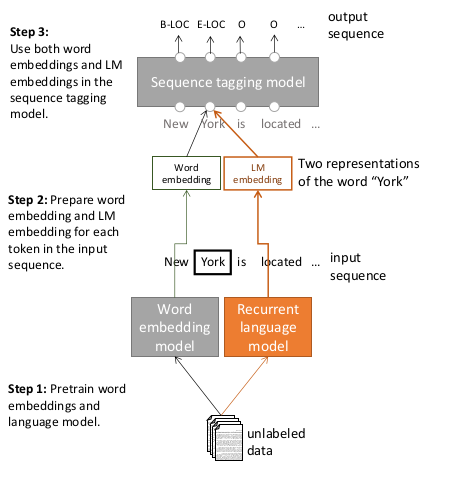 B-LOC E-LOC O O ...
output
sequence
Step 3:
Use both word
embeddings and LM
embeddings in the
sequence tagging
model.
Sequence tagging model
New York is located ...
Word
embedding
LM
embedding
Two representations
of the word “York”
Step 2: Prepare word
embedding and LM
embedding for each
token in the input
sequence.
New York is located ...
input
sequence
Word
embedding
model
Recurrent
language
model
Step 1: Pretrain word
embeddings and
language model.
unlabeled
data